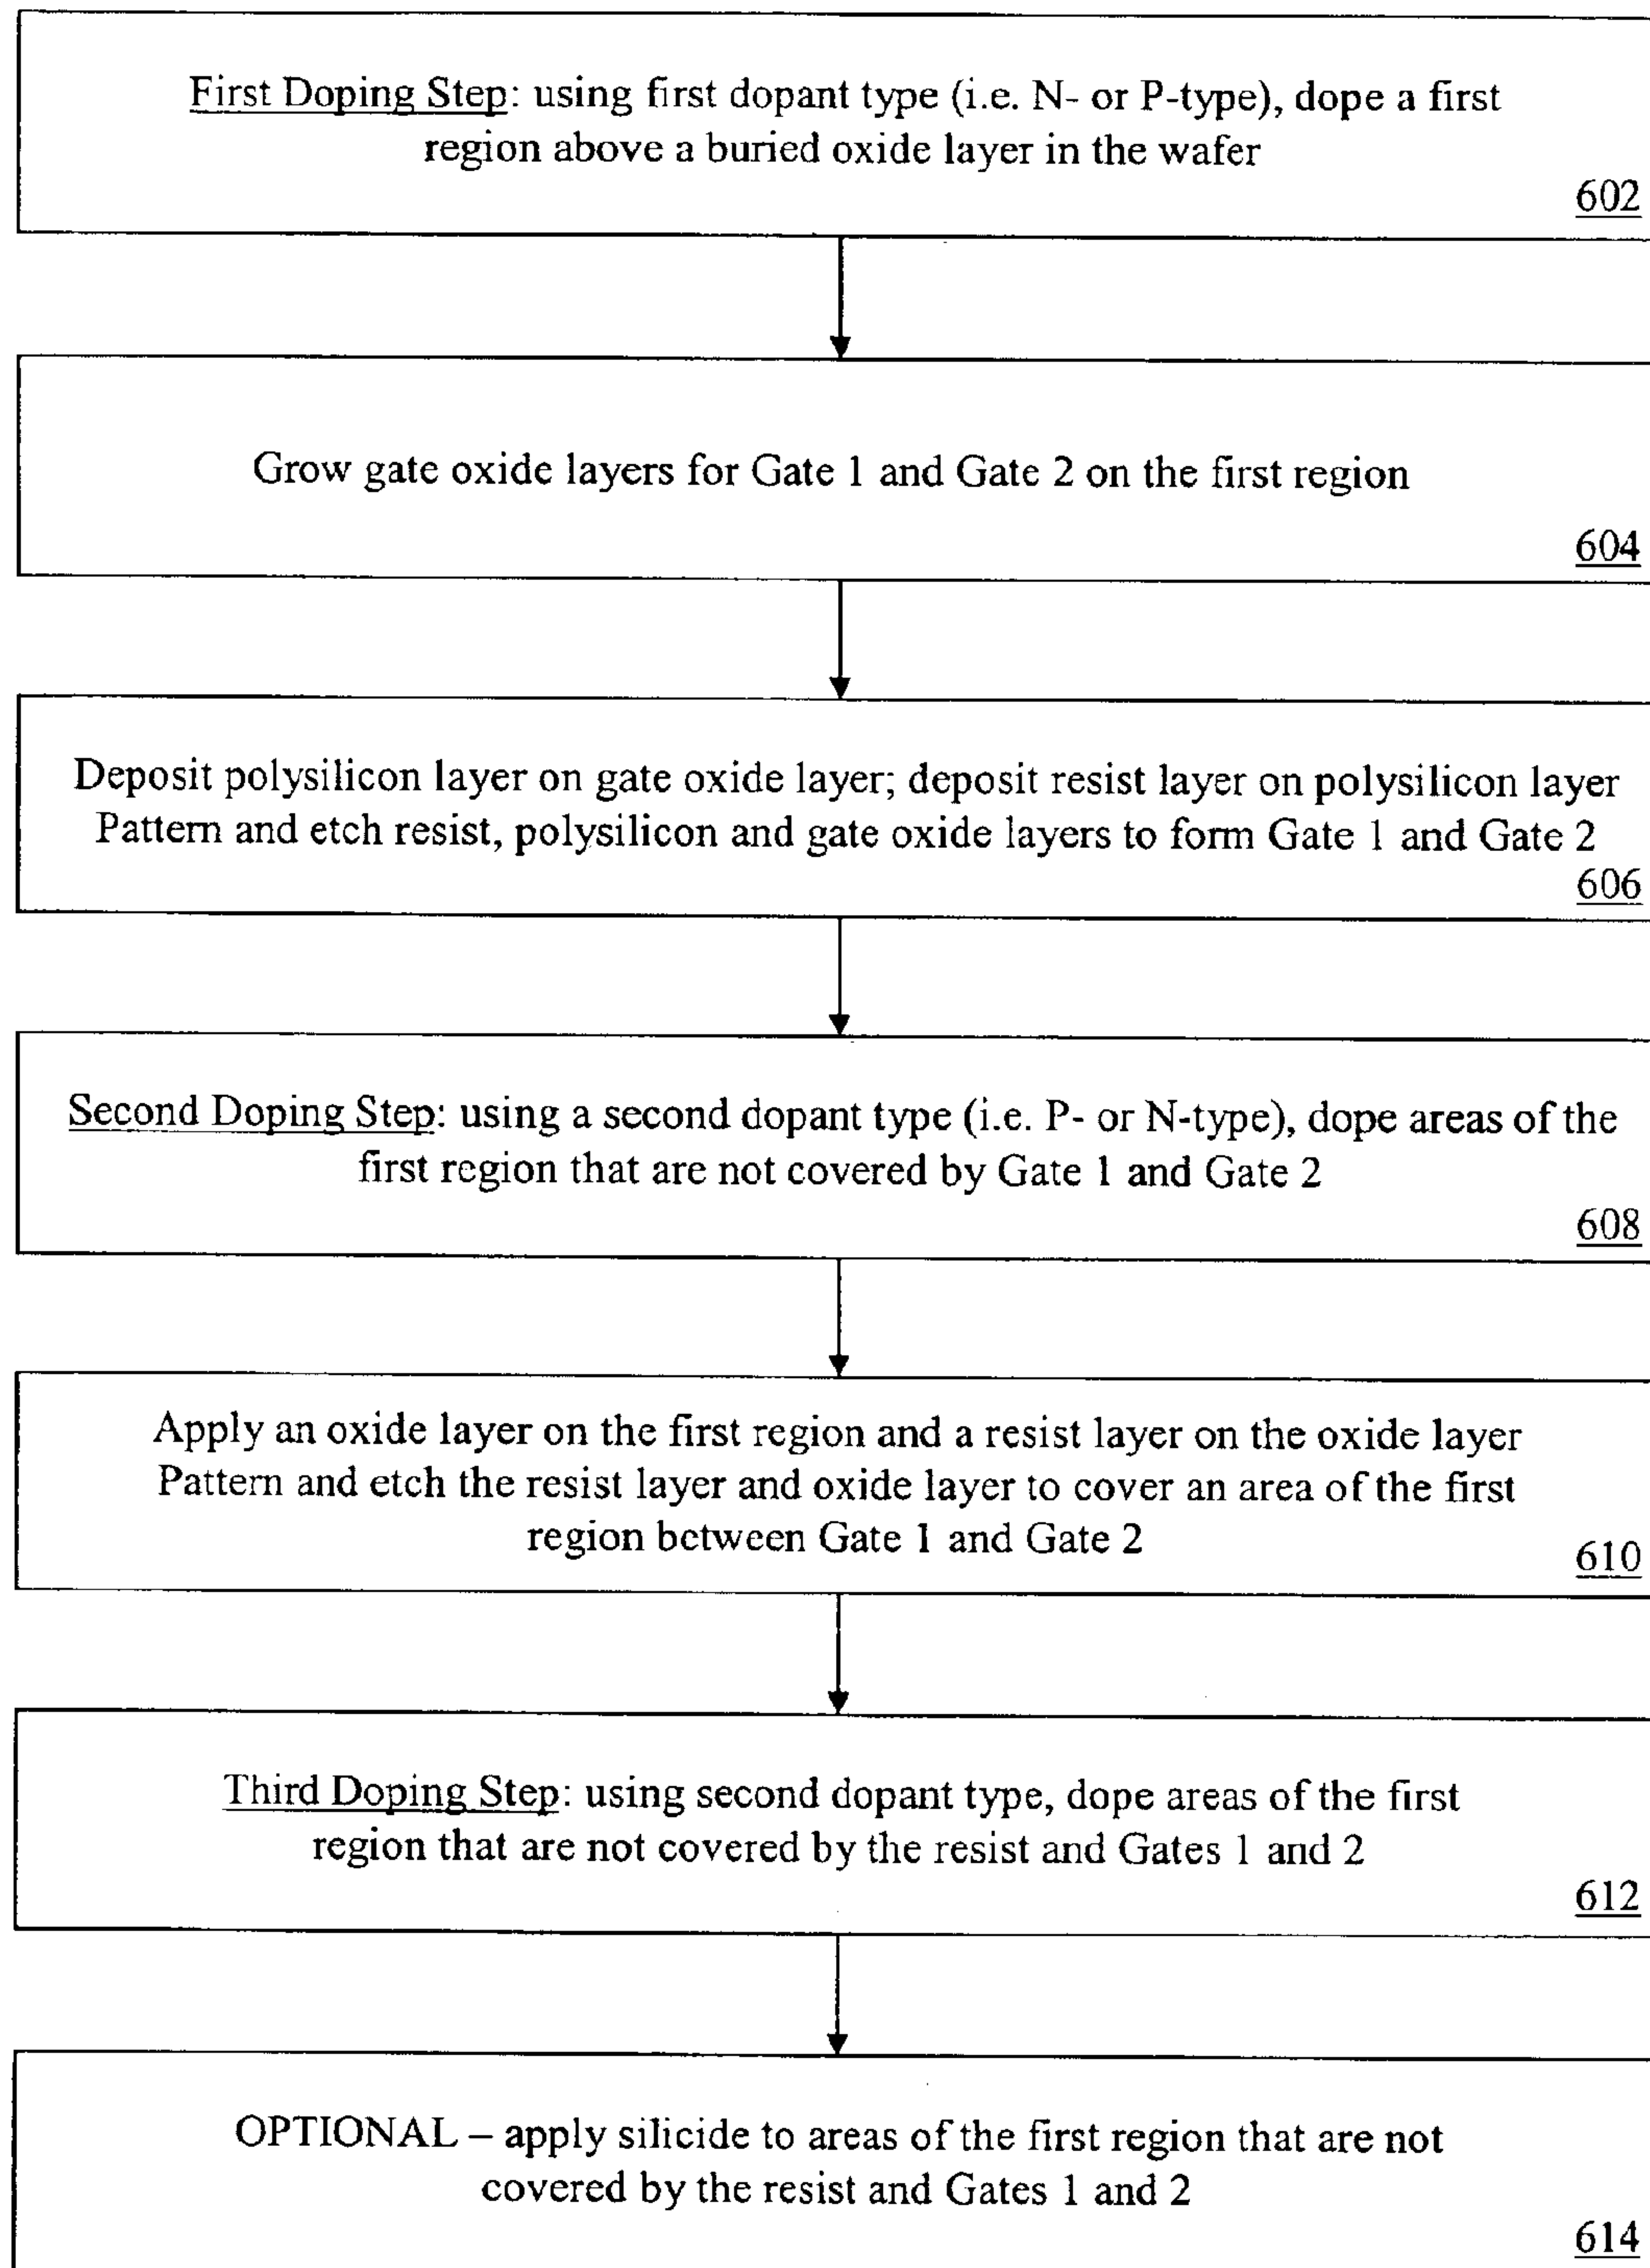 First Doping Step: using first dopant type (i.e. N- or P-type), dope a first
region above a buried oxide layer in the wafer
602
Grow gate oxide layers for Gate 1 and Gate 2 on the first region
604
Deposit polysilicon layer on gate oxide layer; deposit resist layer on polysilicon layer
Pattern and etch resist, polysilicon and gate oxide layers to form Gate 1 and Gate 2
606
Second Doping Step: using a second dopant type (i.e. P- or N-type), dope areas of the
first region that are not covered by Gate 1 and Gate 2
608
Apply an oxide layer on the first region and a resist layer on the oxide layer
Pattern and etch the resist layer and oxide layer to cover an area of the first
region between Gate 1 and Gate 2
610
Third Doping Step: using second dopant type, dope areas of the first
region that are not covered by the resist and Gates 1 and 2
612
OPTIONAL – apply silicide to areas of the first region that are not
covered by the resist and Gates 1 and 2
614